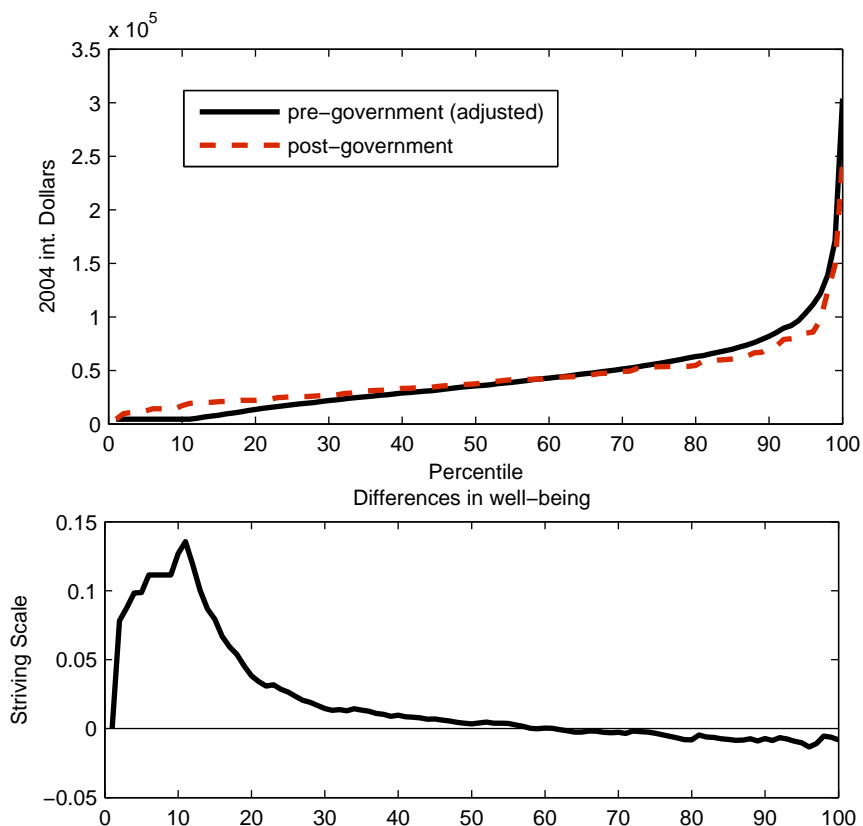 x 10^5
3.5
3
2.5
2
1.5
1
0.5
0
2004 int. Dollars
pre−government (adjusted)
post−government
0 10 20 30 40 50 60 70 80 90 100
Percentile
Differences in well−being
0.15
0.1
0.05
0
−0.05
Striving Scale
0 10 20 30 40 50 60 70 80 90 100